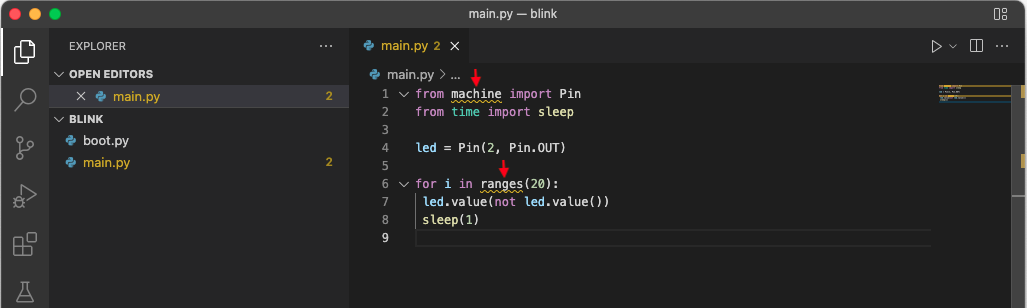 main.py — blink
EXPLORER ...
OPEN EDITORS
main.py 2
BLINK
boot.py
main.py 2
main.py 2
main.py > ...
1 from machine import Pin
2 from time import sleep
3
4 led = Pin(2, Pin.OUT)
5
6 for i in ranges(20):
7 led.value(not led.value())
8 sleep(1)
9